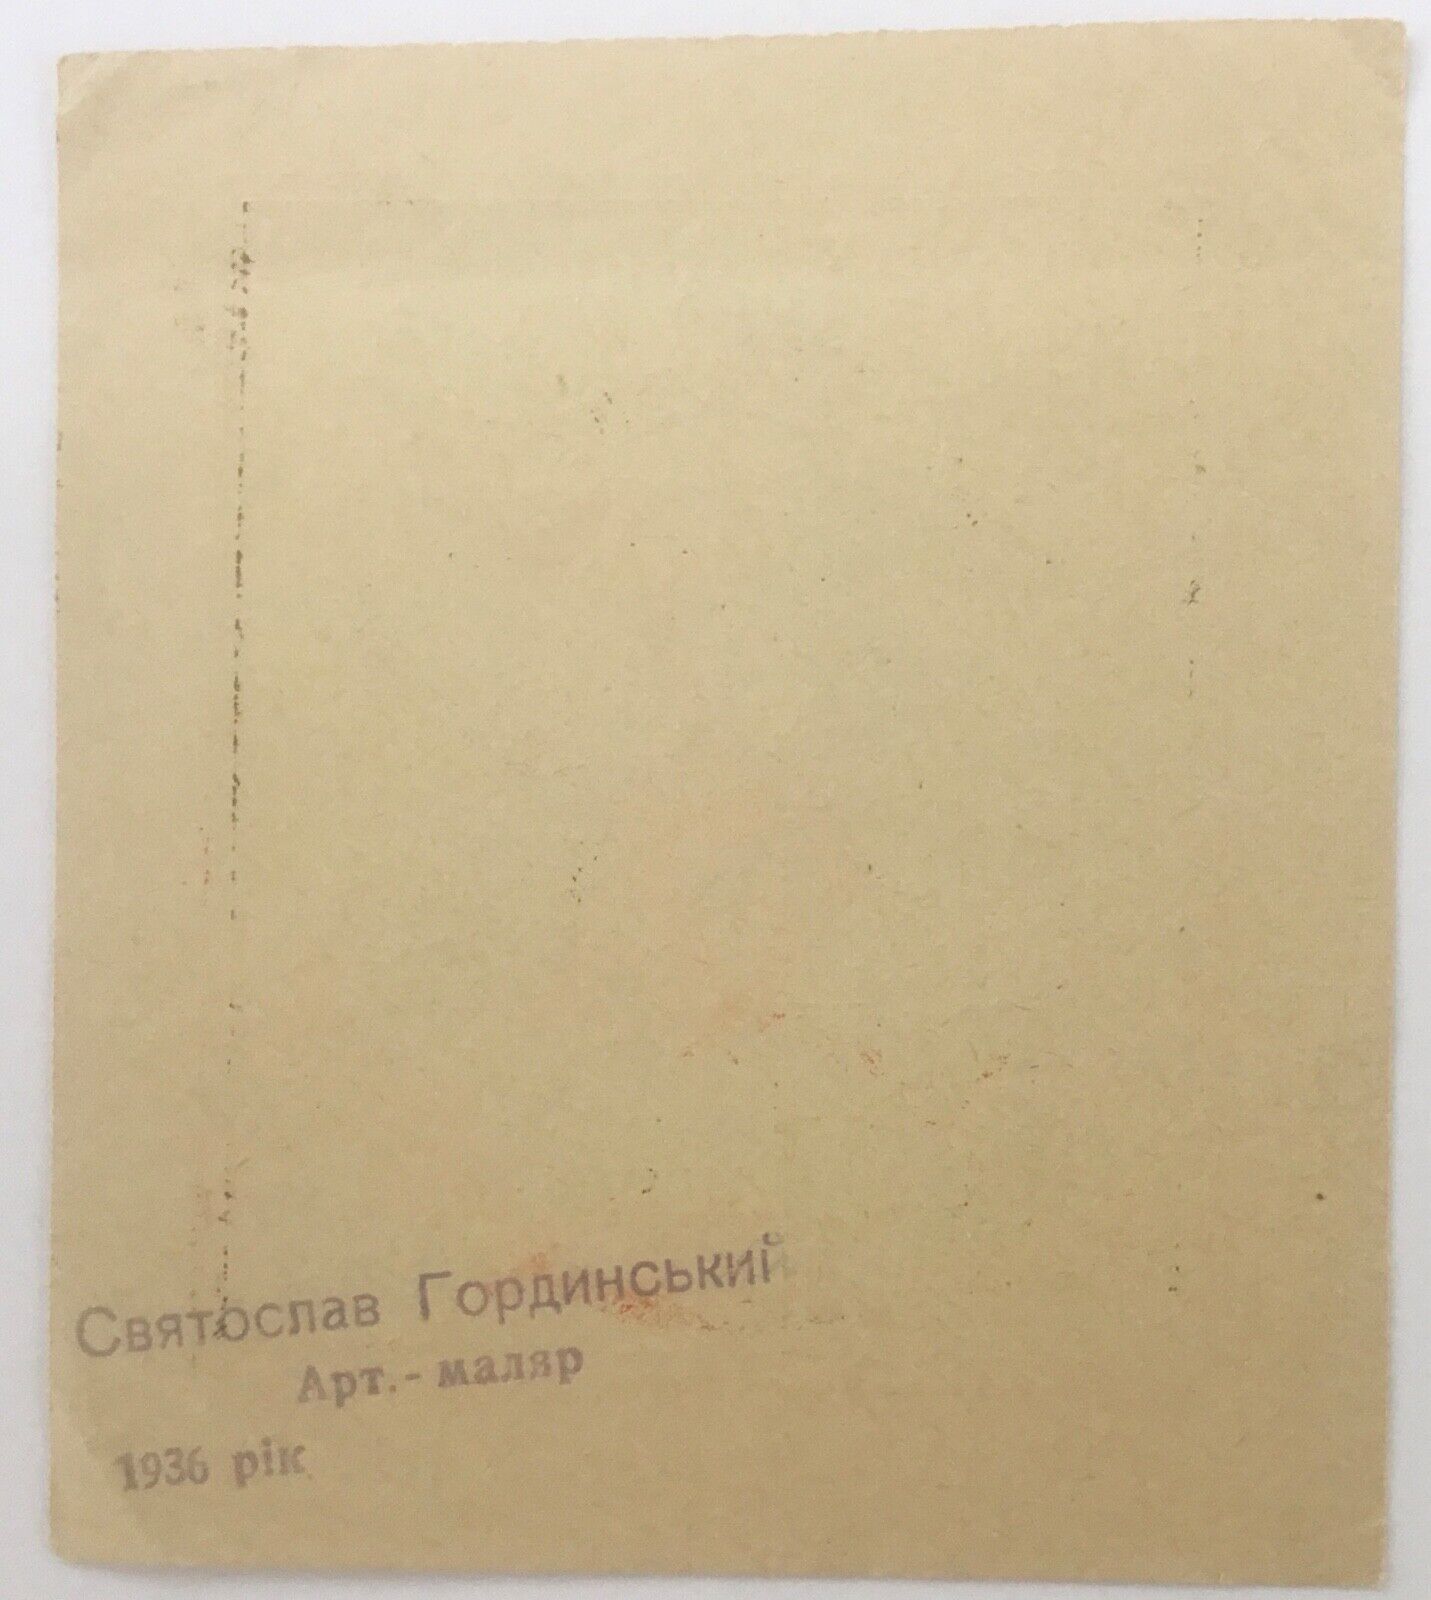 Святослав Гординський
Арт.- маляр
1936 рік